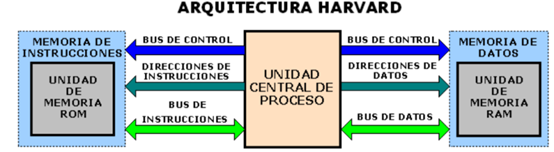 ARQUITECTURA HARVARD
MEMORIA DE
INSTRUCCIONES
UNIDAD
DE
MEMORIA
ROM
BUS DE CONTROL
DIRECCIONES DE
INSTRUCCIONES
BUS DE
INSTRUCCIONES
UNIDAD
CENTRAL DE
PROCESO
BUS DE CONTROL
DIRECCIONES DE
DATOS
BUS DE DATOS
MEMORIA DE
DATOS
UNIDAD
DE
MEMORIA
RAM